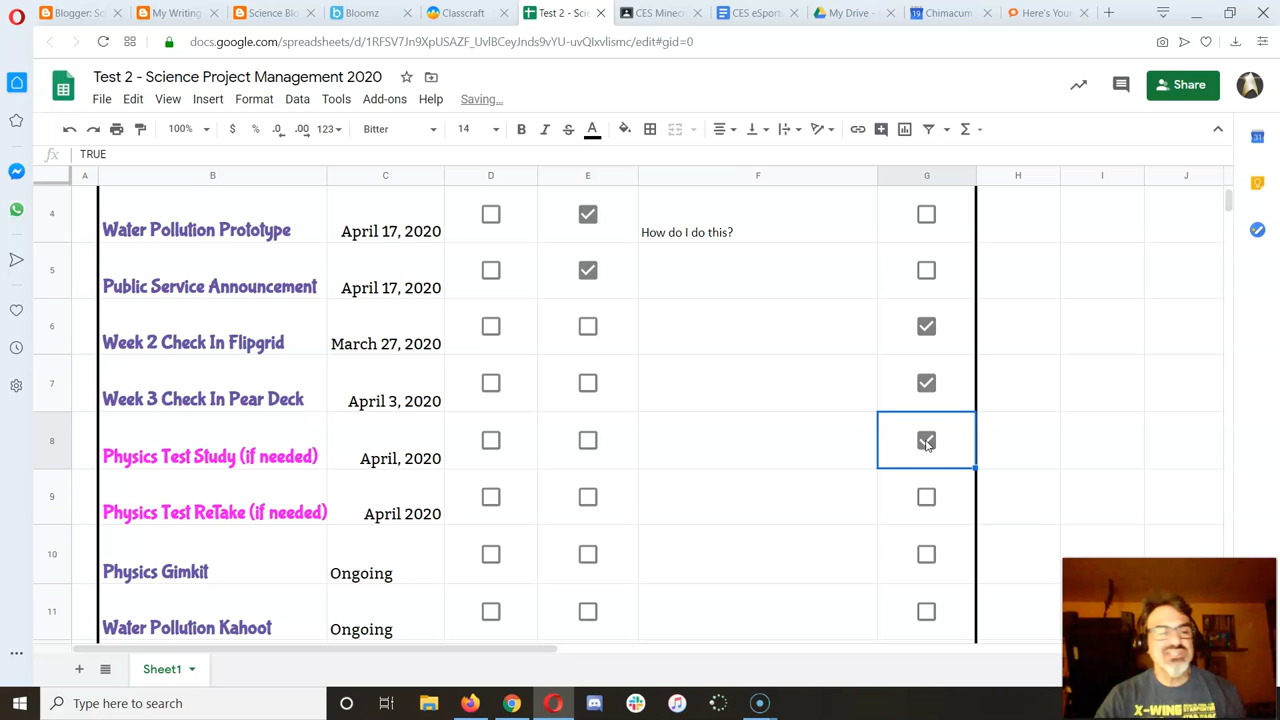 Blogger: Sc
My Writing
Science Blo
Bloomz
Classcraft
Test 2 - Scie
CES Minecr
CES eSport
My Drive -
Chimacum
Here's Your
docs.google.com/spreadsheets/d/1RFSV7Jn9XpUSAZF_UvlBCeyJnds9vYU-uvQIxvlismc/edit#gid=0
Test 2 - Science Project Management 2020
File Edit View Insert Format Data Tools Add-ons Help Saving...
Share
100% $ % .0 .00 123 Bitter 14 B I S A
fx TRUE
A B C D E F G H I J
4 Water Pollution Prototype April 17, 2020 How do I do this?
5 Public Service Announcement April 17, 2020
6 Week 2 Check In Flipgrid March 27, 2020
7 Week 3 Check In Pear Deck April 3, 2020
8 Physics Test Study (if needed) April, 2020
9 Physics Test ReTake (if needed) April 2020
10 Physics Gimkit Ongoing
11 Water Pollution Kahoot Ongoing
Sheet1
Type here to search
X-WING